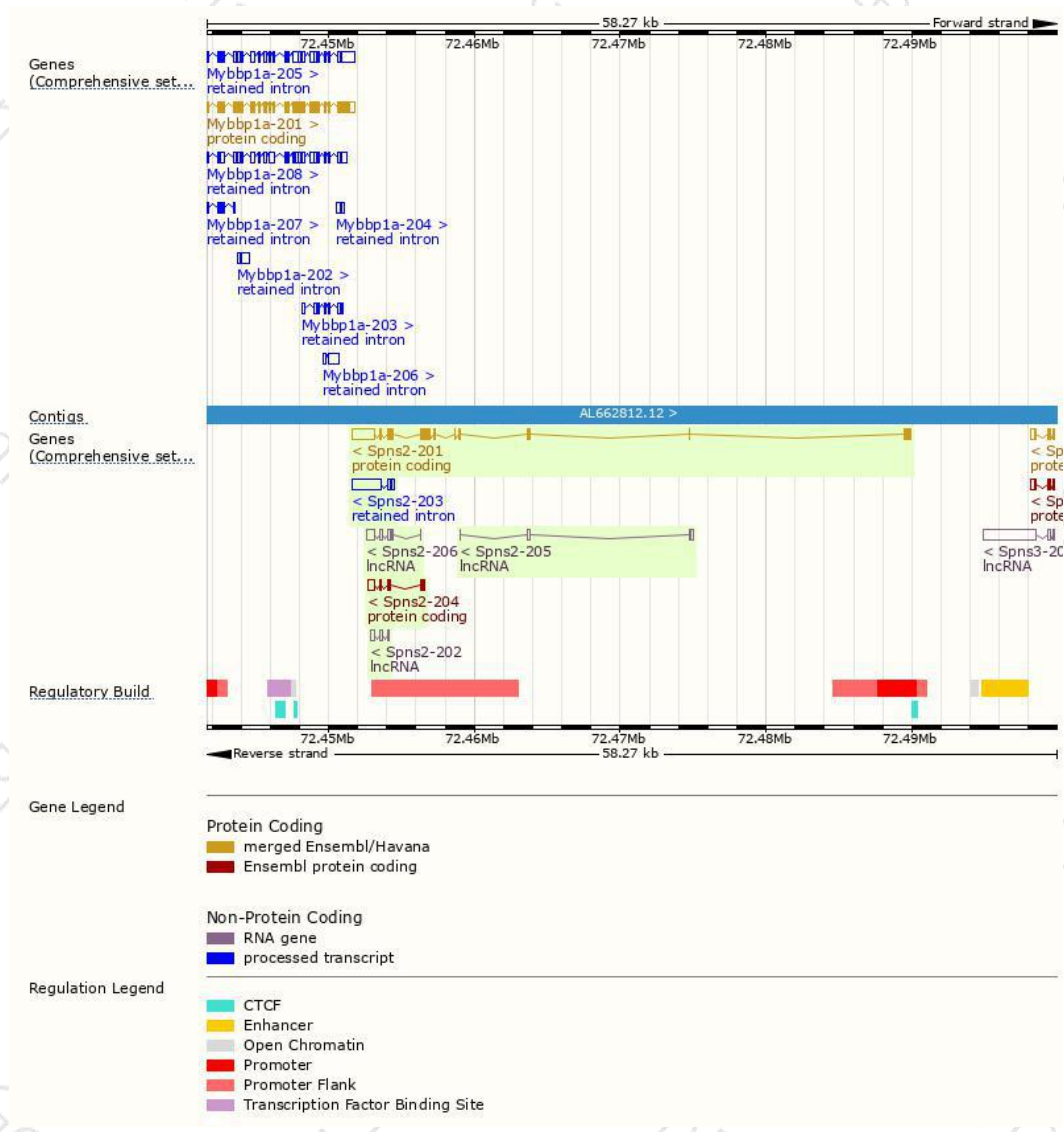 58.27 kb Forward strand
72.45Mb 72.46Mb 72.47Mb 72.48Mb 72.49Mb
Genes
(Comprehensive set...
Mybbp1a-205 >
retained intron
Mybbp1a-201 >
protein coding
Mybbp1a-208 >
retained intron
Mybbp1a-207 > Mybbp1a-204 >
retained intron retained intron
Mybbp1a-202 >
retained intron
Mybbp1a-203 >
retained intron
Mybbp1a-206 >
retained intron
Contigs AL662812.12 >
Genes
(Comprehensive set...
< Spns2-201 < Sp
protein coding prote
< Spns2-203 < Sp
retained intron prote
< Spns2-206 < Spns2-205 < Spns3-20
lncRNA lncRNA lncRNA
< Spns2-204
protein coding
< Spns2-202
lncRNA
Regulatory Build
72.45Mb 72.46Mb 72.47Mb 72.48Mb 72.49Mb
Reverse strand 58.27 kb
Gene Legend
Protein Coding
merged Ensembl/Havana
Ensembl protein coding
Non-Protein Coding
RNA gene
processed transcript
Regulation Legend
CTCF
Enhancer
Open Chromatin
Promoter
Promoter Flank
Transcription Factor Binding Site